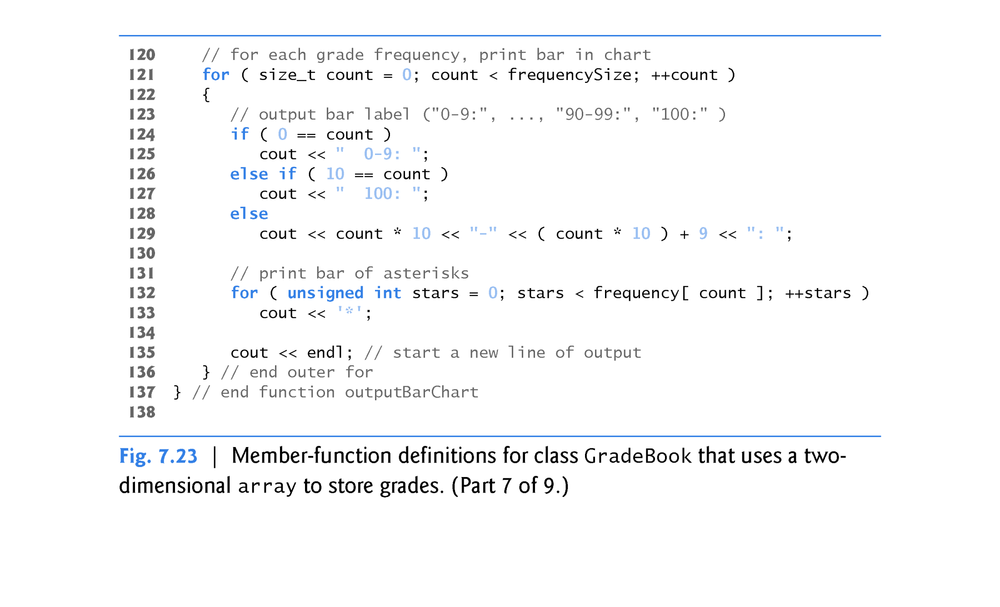 120     // for each grade frequency, print bar in chart
121     for ( size_t count = 0; count < frequencySize; ++count )
122     {
123        // output bar label ("0-9:", ..., "90-99:", "100:" )
124        if ( 0 == count )
125           cout << "  0-9: ";
126        else if ( 10 == count )
127           cout << "  100: ";
128        else
129           cout << count * 10 << "-" << ( count * 10 ) + 9 << ": ";
130
131        // print bar of asterisks
132        for ( unsigned int stars = 0; stars < frequency[ count ]; ++stars )
133           cout << '*';
134
135        cout << endl; // start a new line of output
136     } // end outer for
137  } // end function outputBarChart
138
Fig. 7.23 | Member-function definitions for class GradeBook that uses a two-
dimensional array to store grades. (Part 7 of 9.)